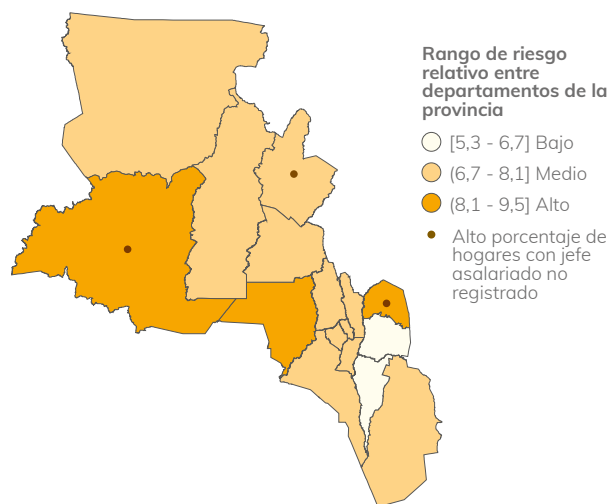 Rango de riesgo
relativo entre
departamentos de la
provincia
[5,3 - 6,7] Bajo
(6,7 - 8,1] Medio
(8,1 - 9,5] Alto
Alto porcentaje de
hogares con jefe
asalariado no
registrado